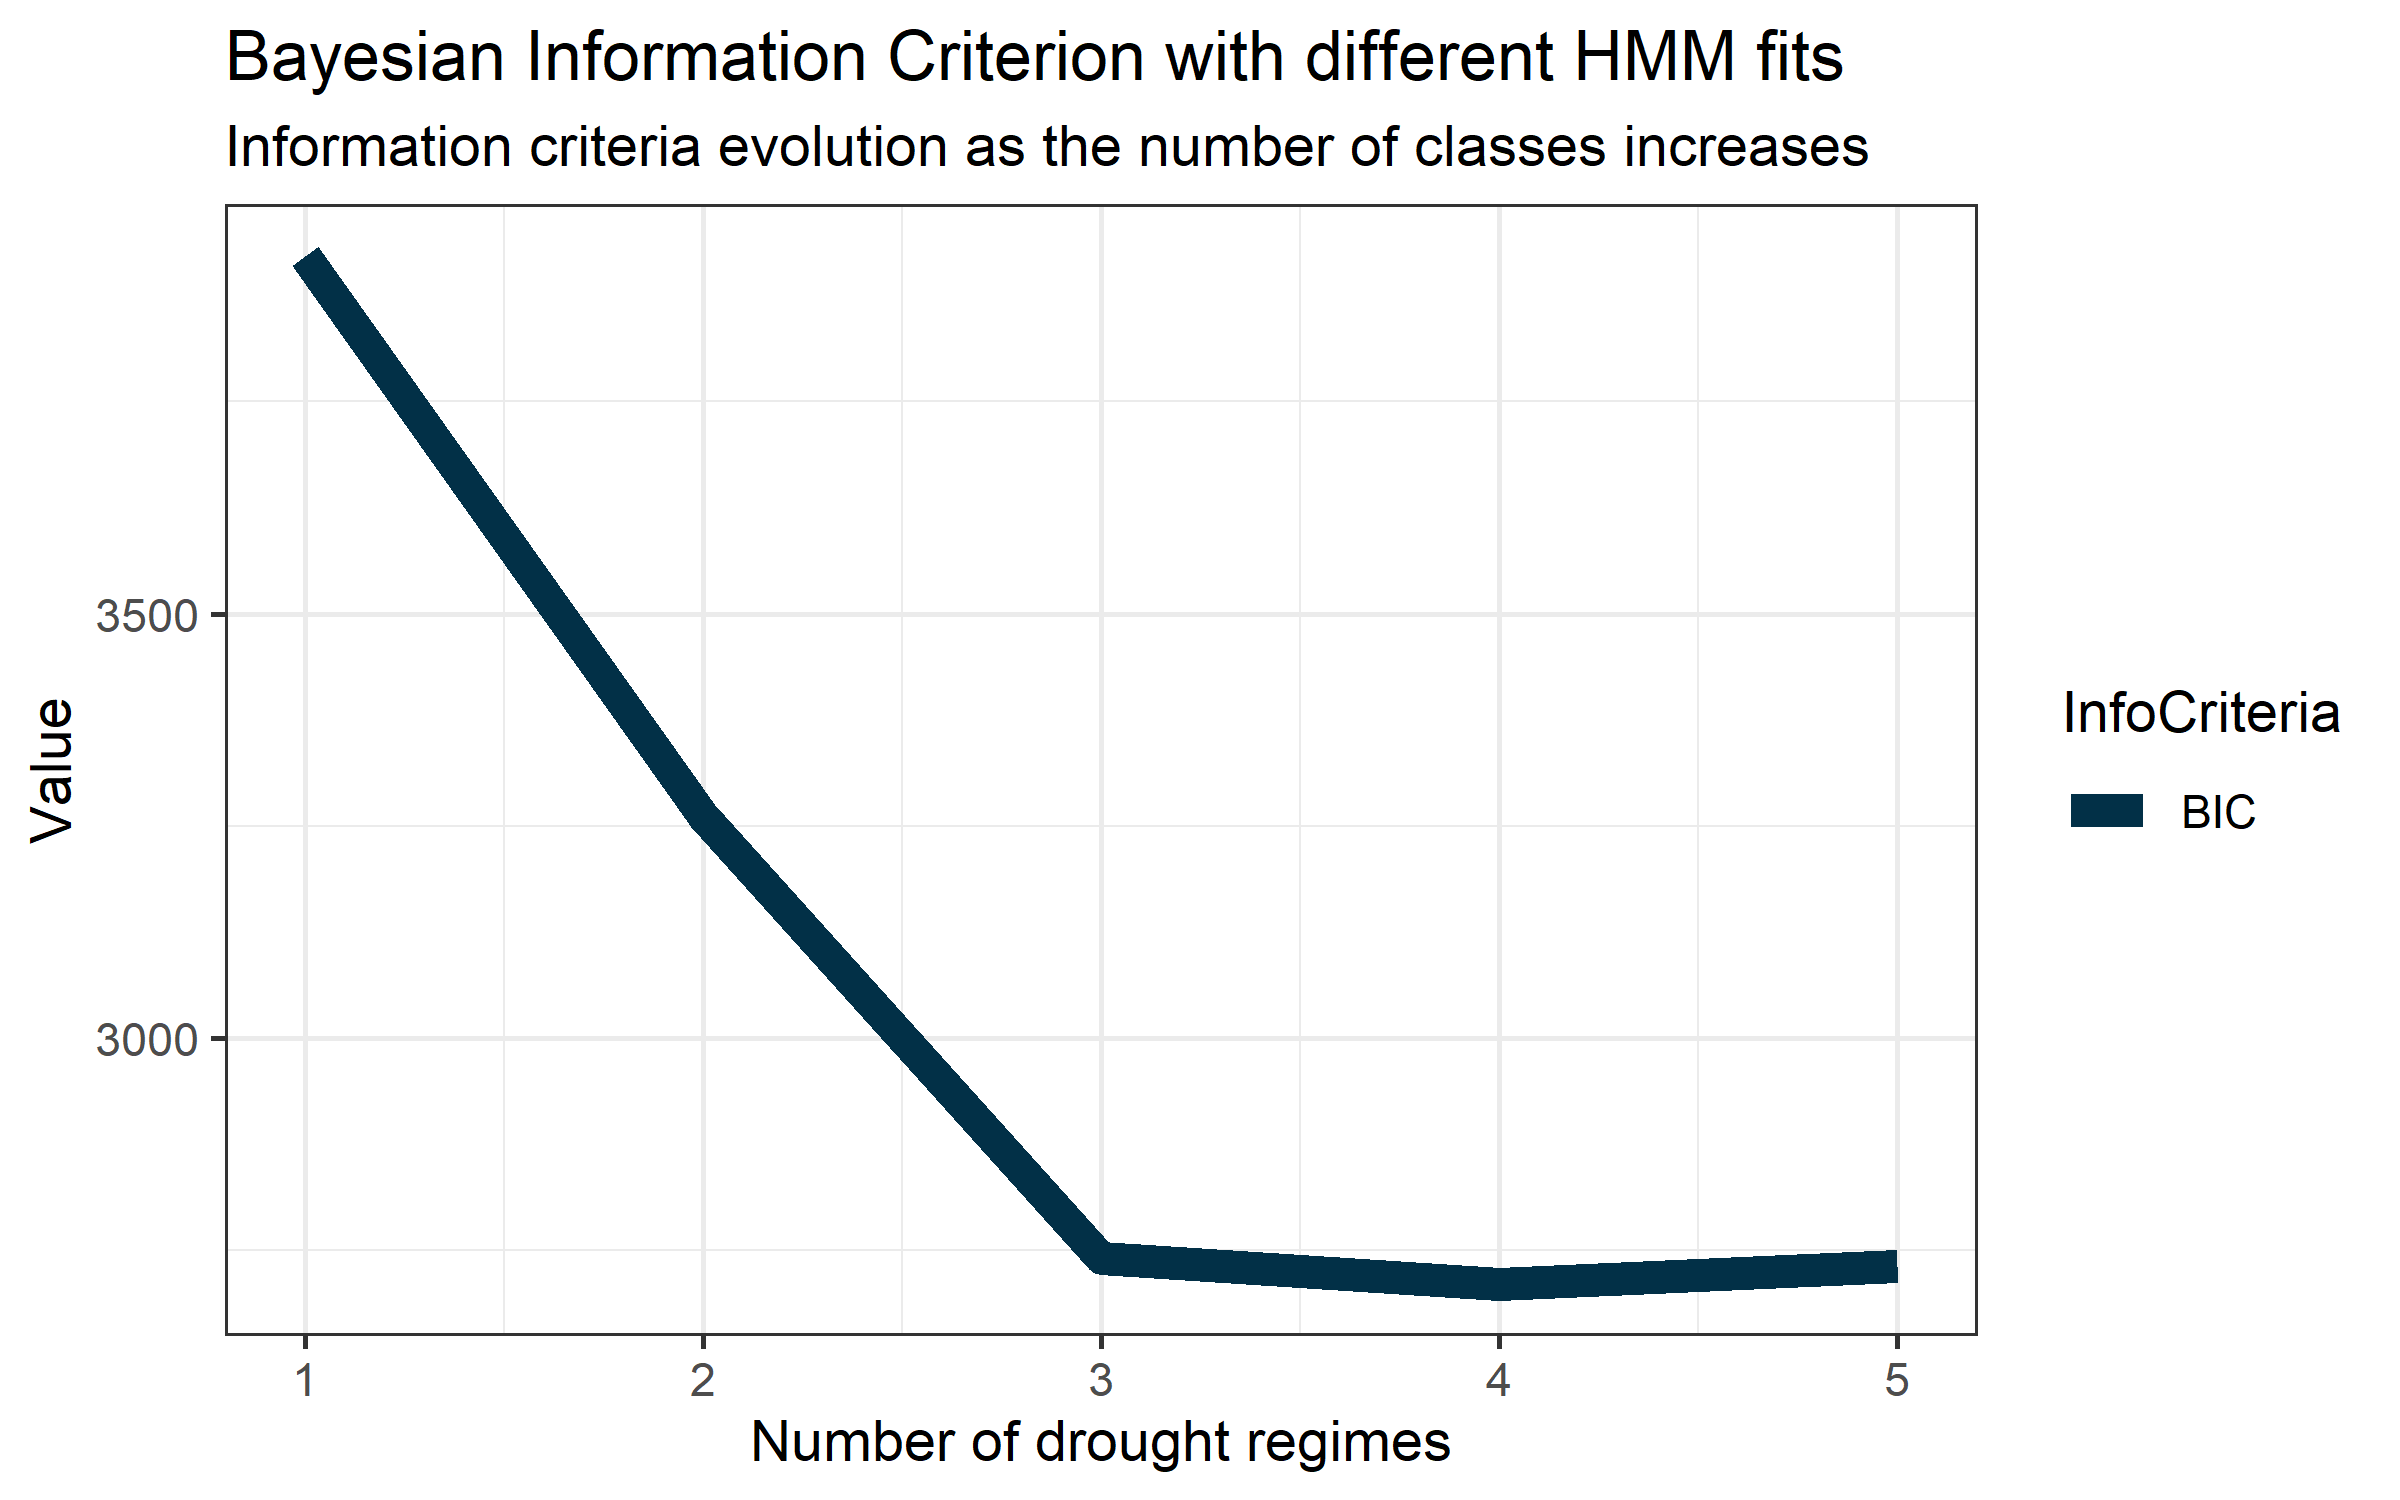 Bayesian Information Criterion with different HMM fits
Information criteria evolution as the number of classes increases
Value
3500
3000
1 2 3 4 5
Number of drought regimes
InfoCriteria
BIC